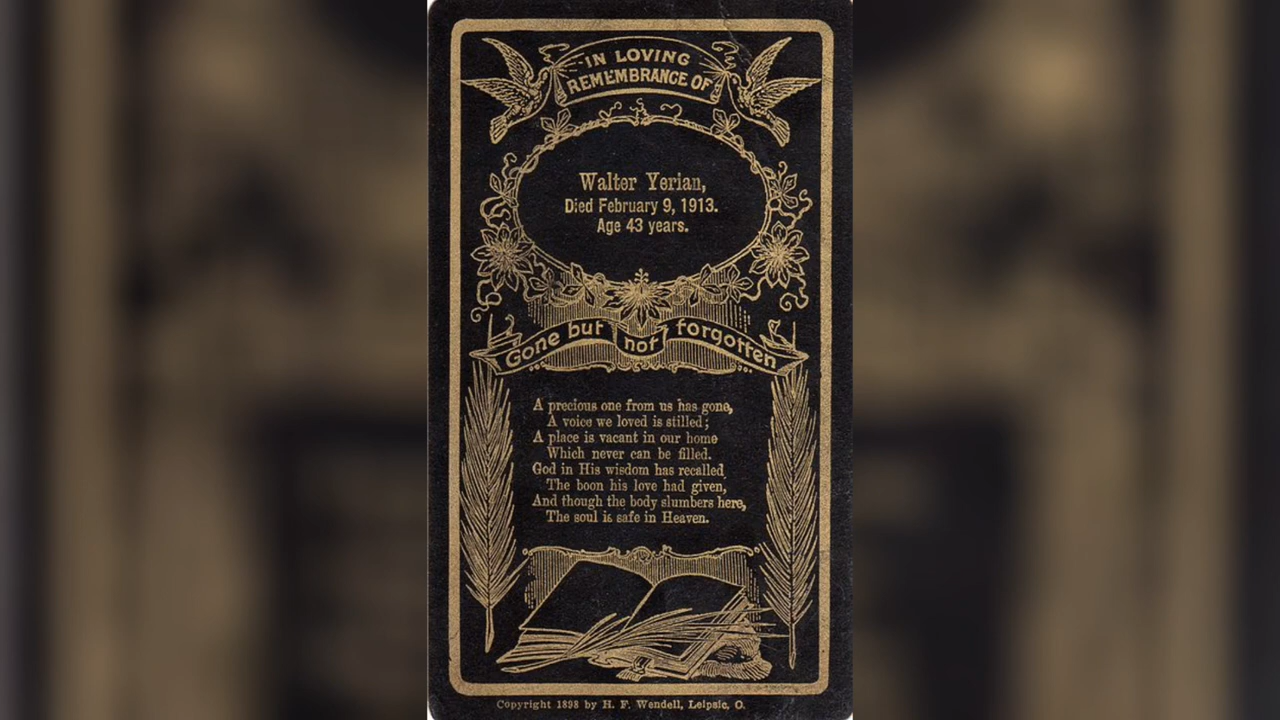 IN LOVING
REMEMBRANCE OF
Walter Yerian,
Died February 9, 1913.
Age 43 years.
Gone but not forgotten
A precious one from us has gone,
A voice we loved is stilled;
A place is vacant in our home
Which never can be filled.
God in His wisdom has recalled
The boon his love had given,
And though the body slumbers here,
The soul is safe in Heaven.
Copyright 1898 by H. F. Wendell, Leipsic, O.